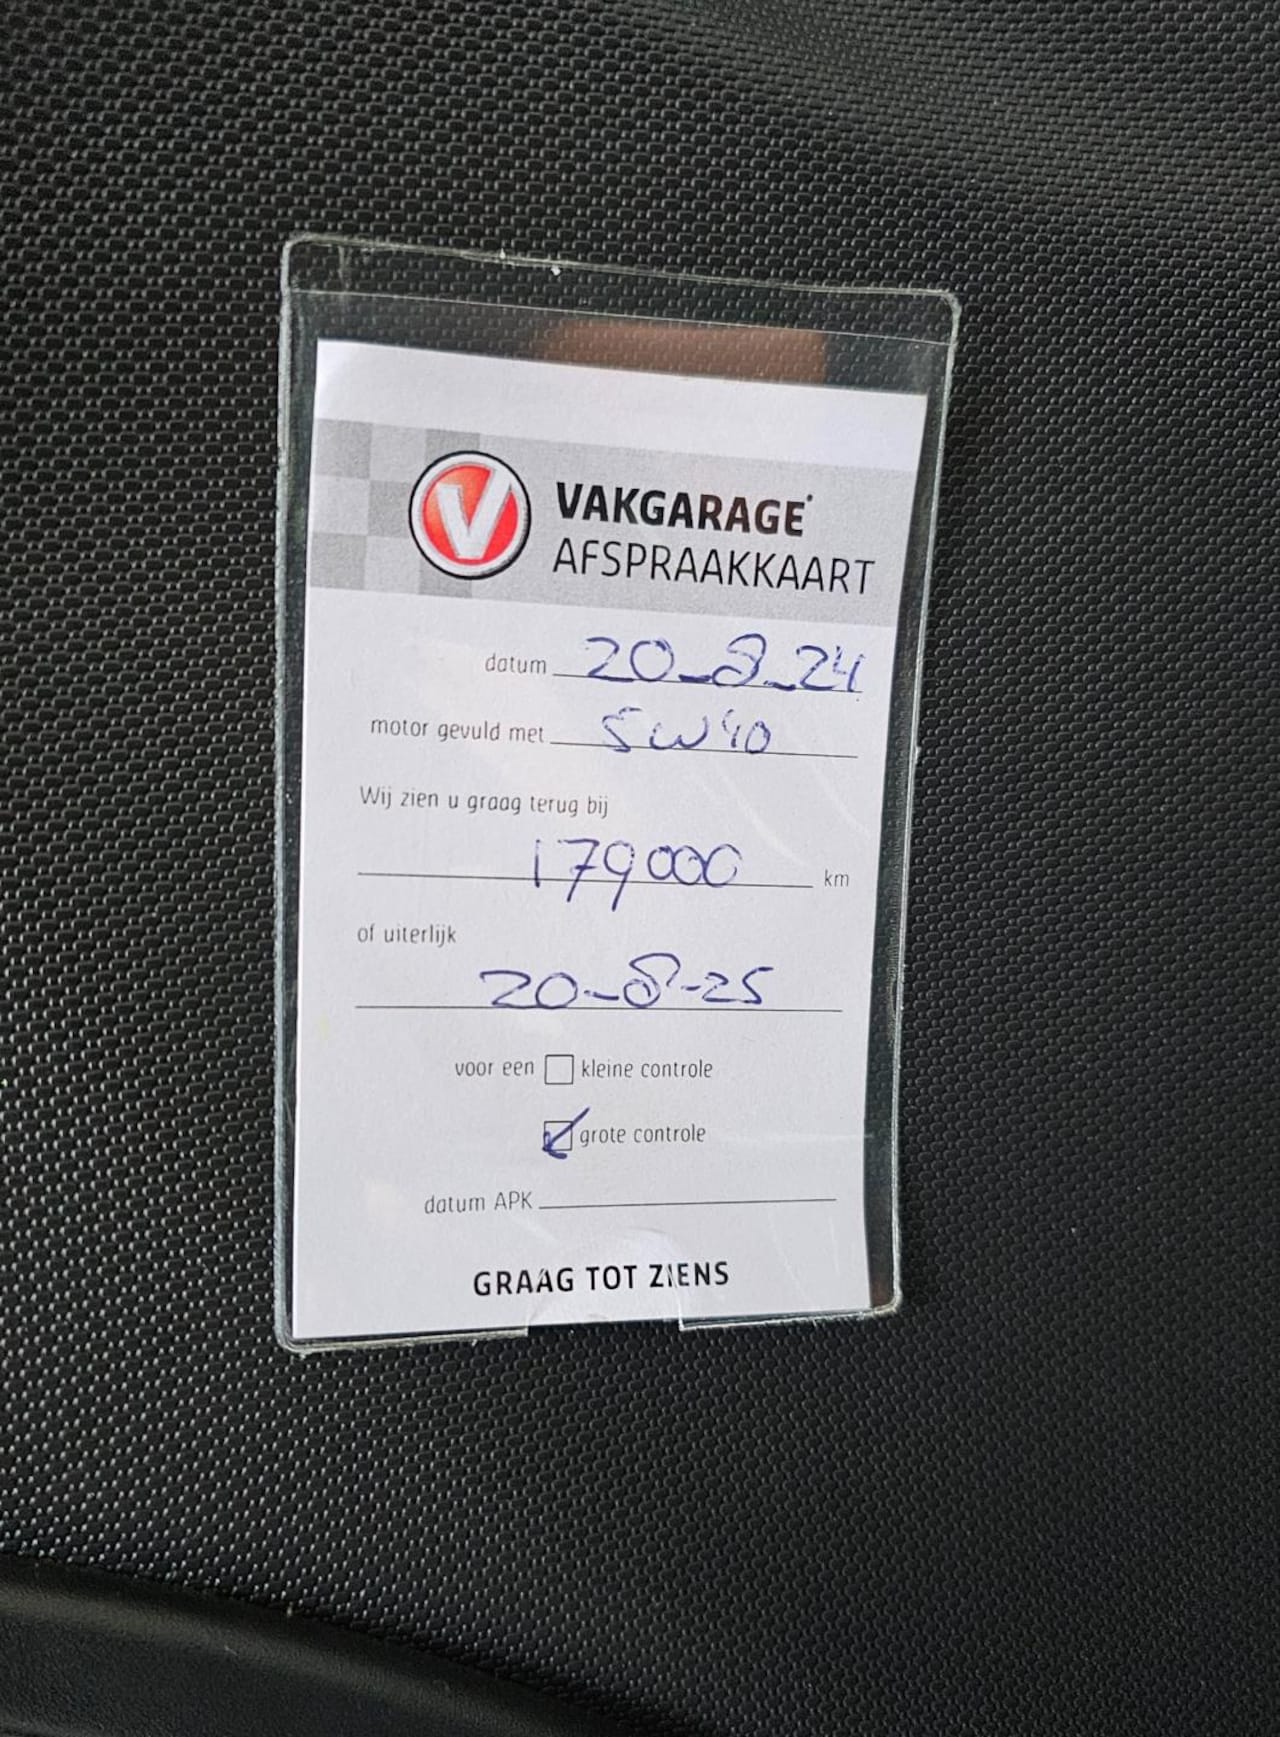 V VAKGARAGE
AFSPRAAKKAART
datum 20-8-24
motor gevuld met 5W40
Wij zien u graag terug bij
179000 km
of uiterlijk
20-8-25
voor een kleine controle
grote controle
datum APK
GRAAG TOT ZIENS